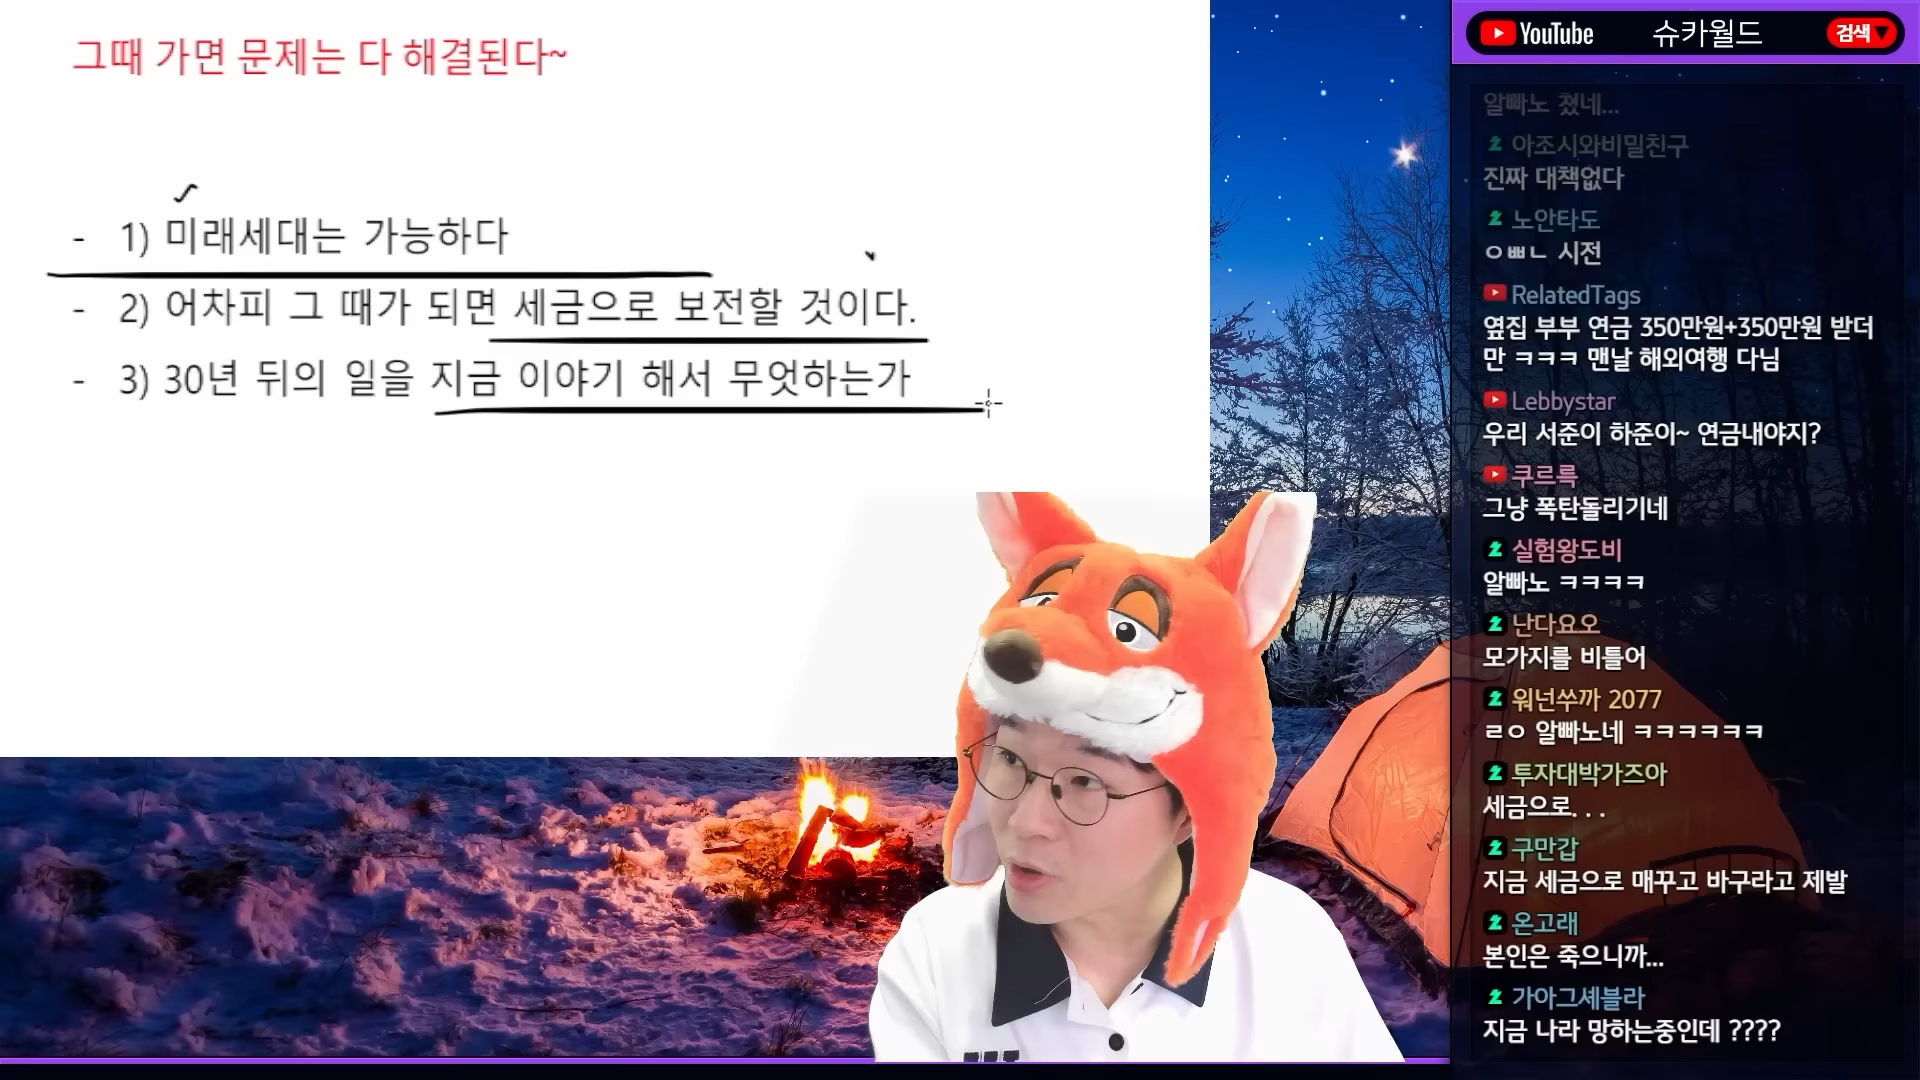 그때 가면 문제는 다 해결된다~
- 1) 미래세대는 가능하다
- 2) 어차피 그 때가 되면 세금으로 보전할 것이다.
- 3) 30년 뒤의 일을 지금 이야기 해서 무엇하는가
YouTube 슈카월드 검색
알빠노 쳤네...
아조시와비밀친구
진짜 대책없다
노안타도
ㅇㅃㄴ 시전
RelatedTags
옆집 부부 연금 350만원+350만원 받더
만 ㅋㅋㅋ 맨날 해외여행 다님
Lebbystar
우리 서준이 하준이~ 연금내야지?
쿠르륵
그냥 폭탄돌리기네
실험왕도비
알빠노 ㅋㅋㅋㅋ
난다요오
모가지를 비틀어
워넌쑤까 2077
ㄹㅇ 알빠노네 ㅋㅋㅋㅋㅋㅋ
투자대박가즈아
세금으로...
구만갑
지금 세금으로 매꾸고 바구라고 제발
온고래
본인은 죽으니까...
가아그셰블라
지금 나라 망하는중인데 ????